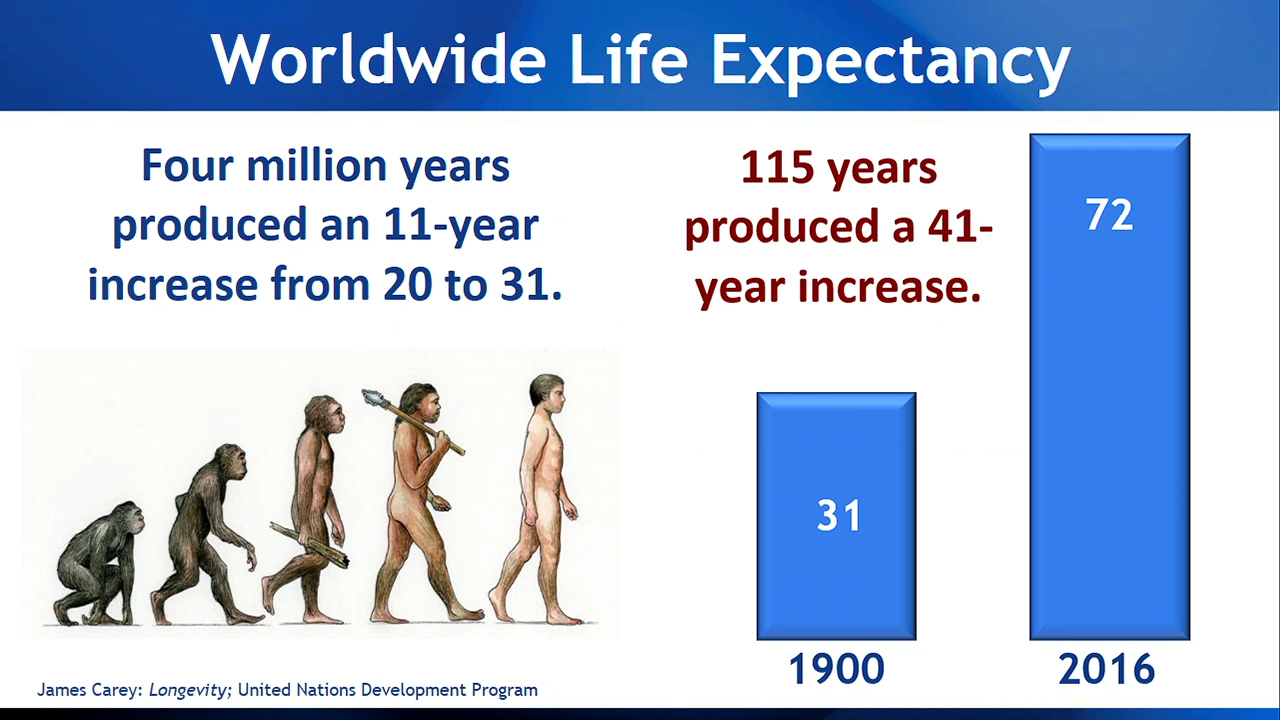 Worldwide Life Expectancy
Four million years
produced an 11-year
increase from 20 to 31.
115 years
produced a 41-
year increase.
72
31
1900
2016
James Carey: Longevity; United Nations Development Program